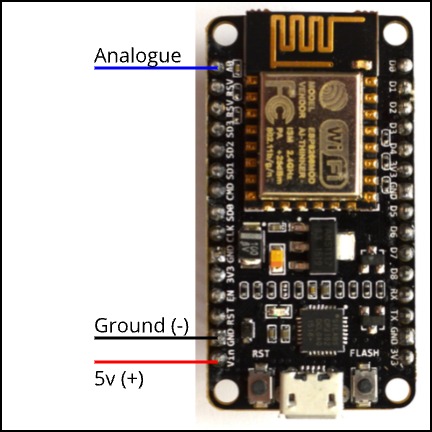 Analogue
Ground (-)
5v (+)
A0
RSV
RSV
SD3
SD2
SD1
CMD
SD0
CLK
GND
3V3
EN
RST
GND
Vin
D0
D1
D2
D3
D4
3V3
GND
D5
D6
D7
D8
RX
TX
GND
3V3
MODEL
VENDOR
ESP8266MOD
AI-THINKER
ISM 2.4GHz
PA +25dBm
802.11b/g/n
FC
WiFi
RST
FLASH